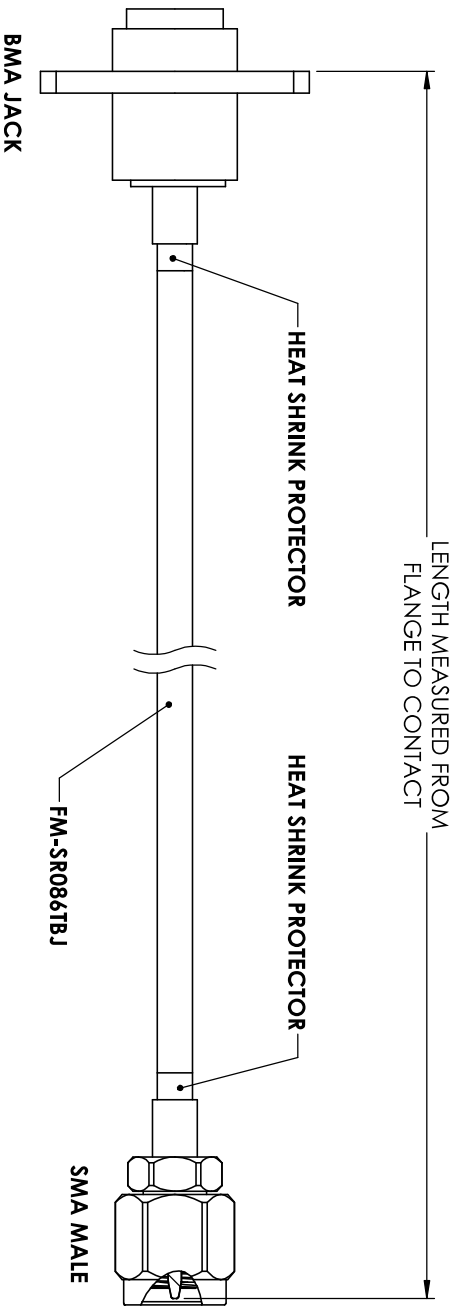 LENGTH MEASURED FROM
FLANGE TO CONTACT
HEAT SHRINK PROTECTOR
HEAT SHRINK PROTECTOR
FM-SR086TBJ
BMA JACK
SMA MALE